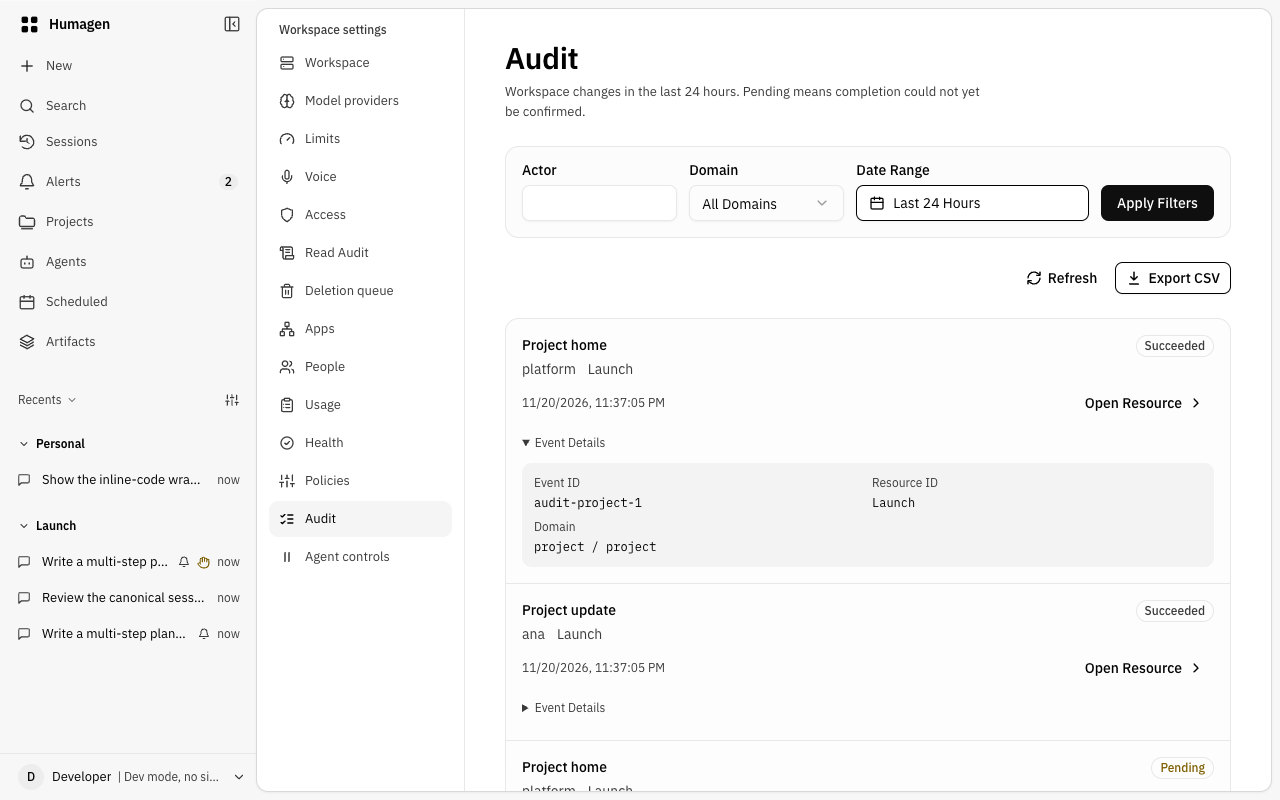 Humagen
New
Search
Sessions
Alerts 2
Projects
Agents
Scheduled
Artifacts
Recents
Personal
Show the inline-code wra... now
Launch
Write a multi-step p... now
Review the canonical sess... now
Write a multi-step plan... now
D Developer | Dev mode, no si...
Workspace settings
Workspace
Model providers
Limits
Voice
Access
Read Audit
Deletion queue
Apps
People
Usage
Health
Policies
Audit
Agent controls
Audit
Workspace changes in the last 24 hours. Pending means completion could not yet
be confirmed.
Actor Domain Date Range
All Domains Last 24 Hours Apply Filters
Refresh Export CSV
Project home Succeeded
platform Launch
11/20/2026, 11:37:05 PM Open Resource
Event Details
Event ID Resource ID
audit-project-1 Launch
Domain
project / project
Project update Succeeded
ana Launch
11/20/2026, 11:37:05 PM Open Resource
Event Details
Project home Pending
platform Launch